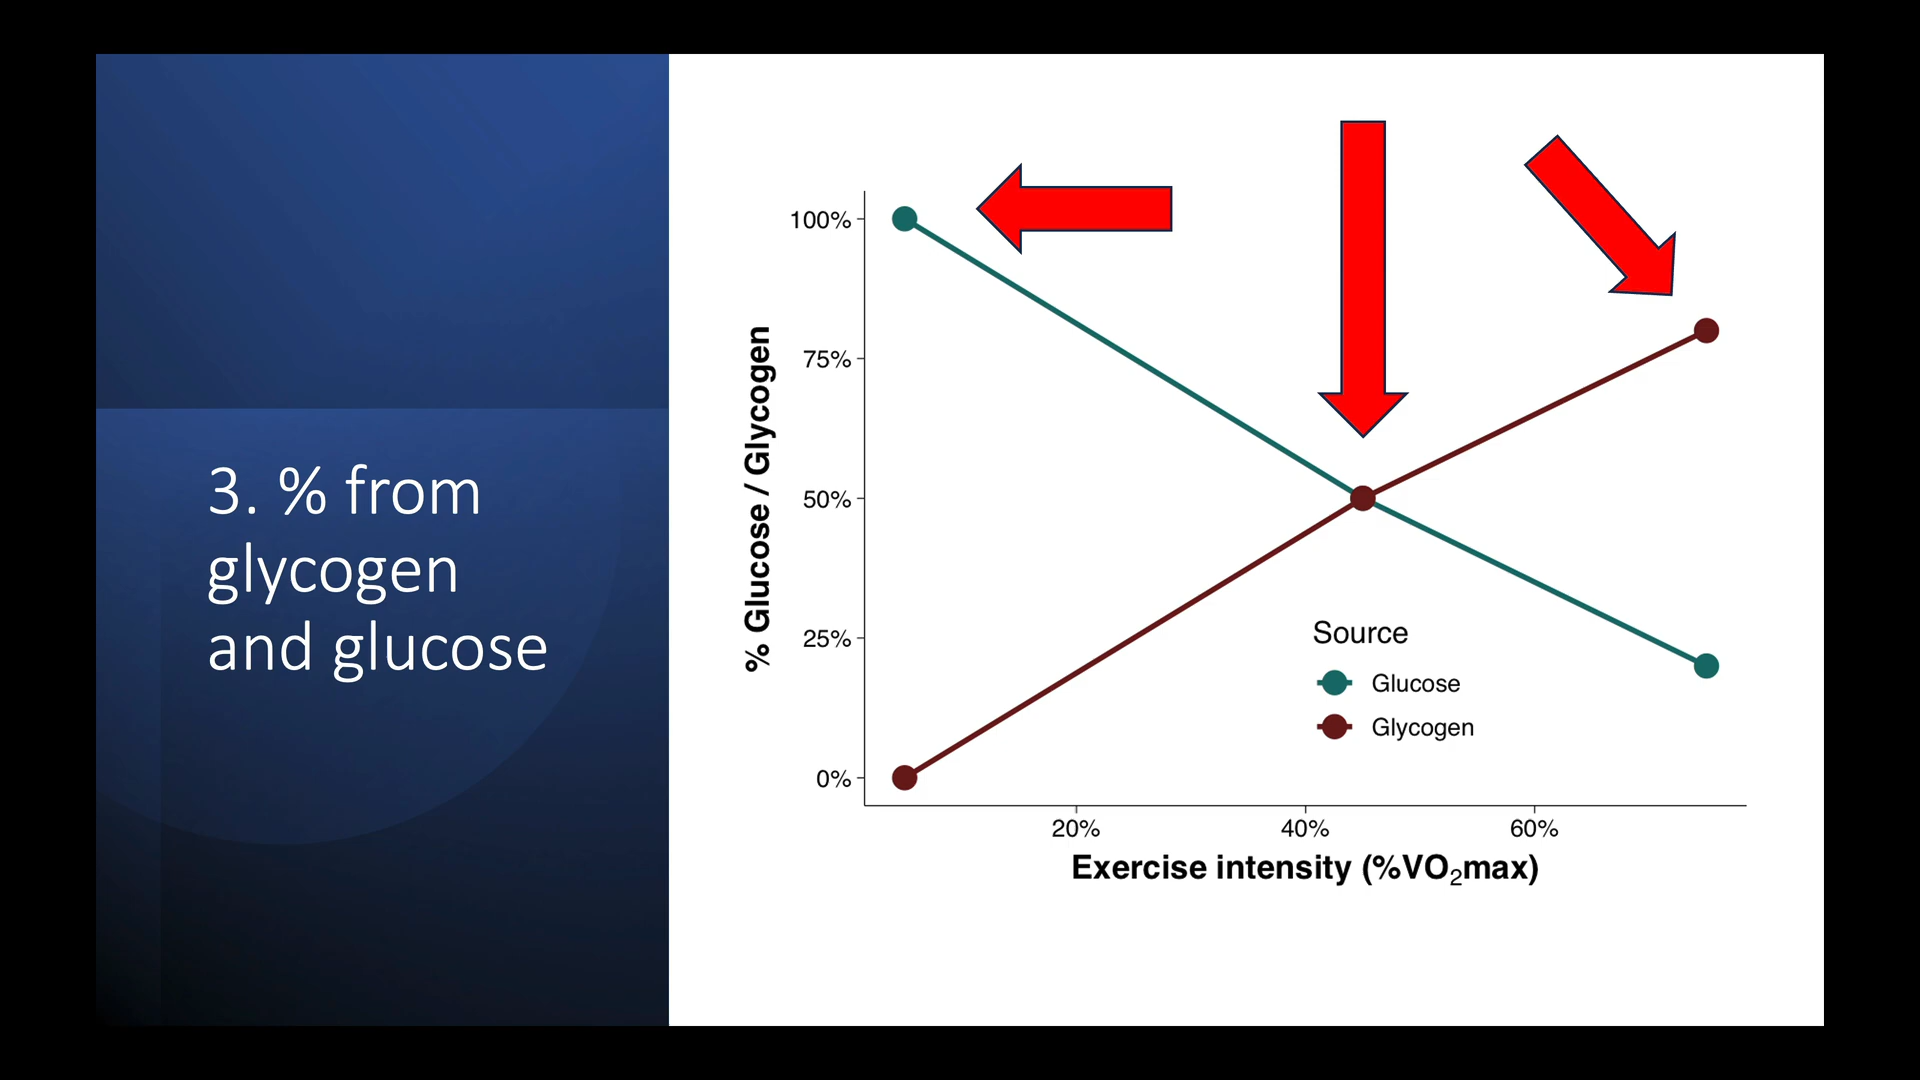 3. % from
glycogen
and glucose
% Glucose / Glycogen
100%
75%
50%
25%
0%
Source
Glucose
Glycogen
20%
40%
60%
Exercise intensity (%VO₂max)